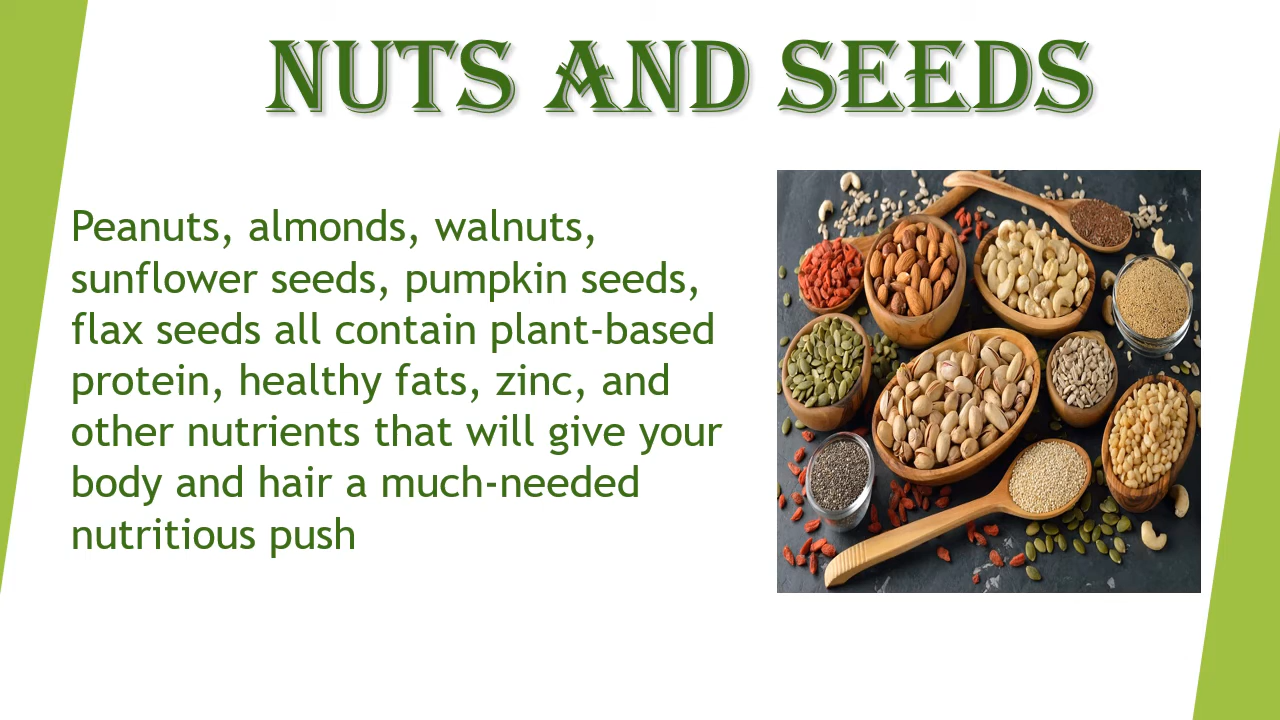 NUTS AND SEEDS
Peanuts, almonds, walnuts,
sunflower seeds, pumpkin seeds,
flax seeds all contain plant-based
protein, healthy fats, zinc, and
other nutrients that will give your
body and hair a much-needed
nutritious push